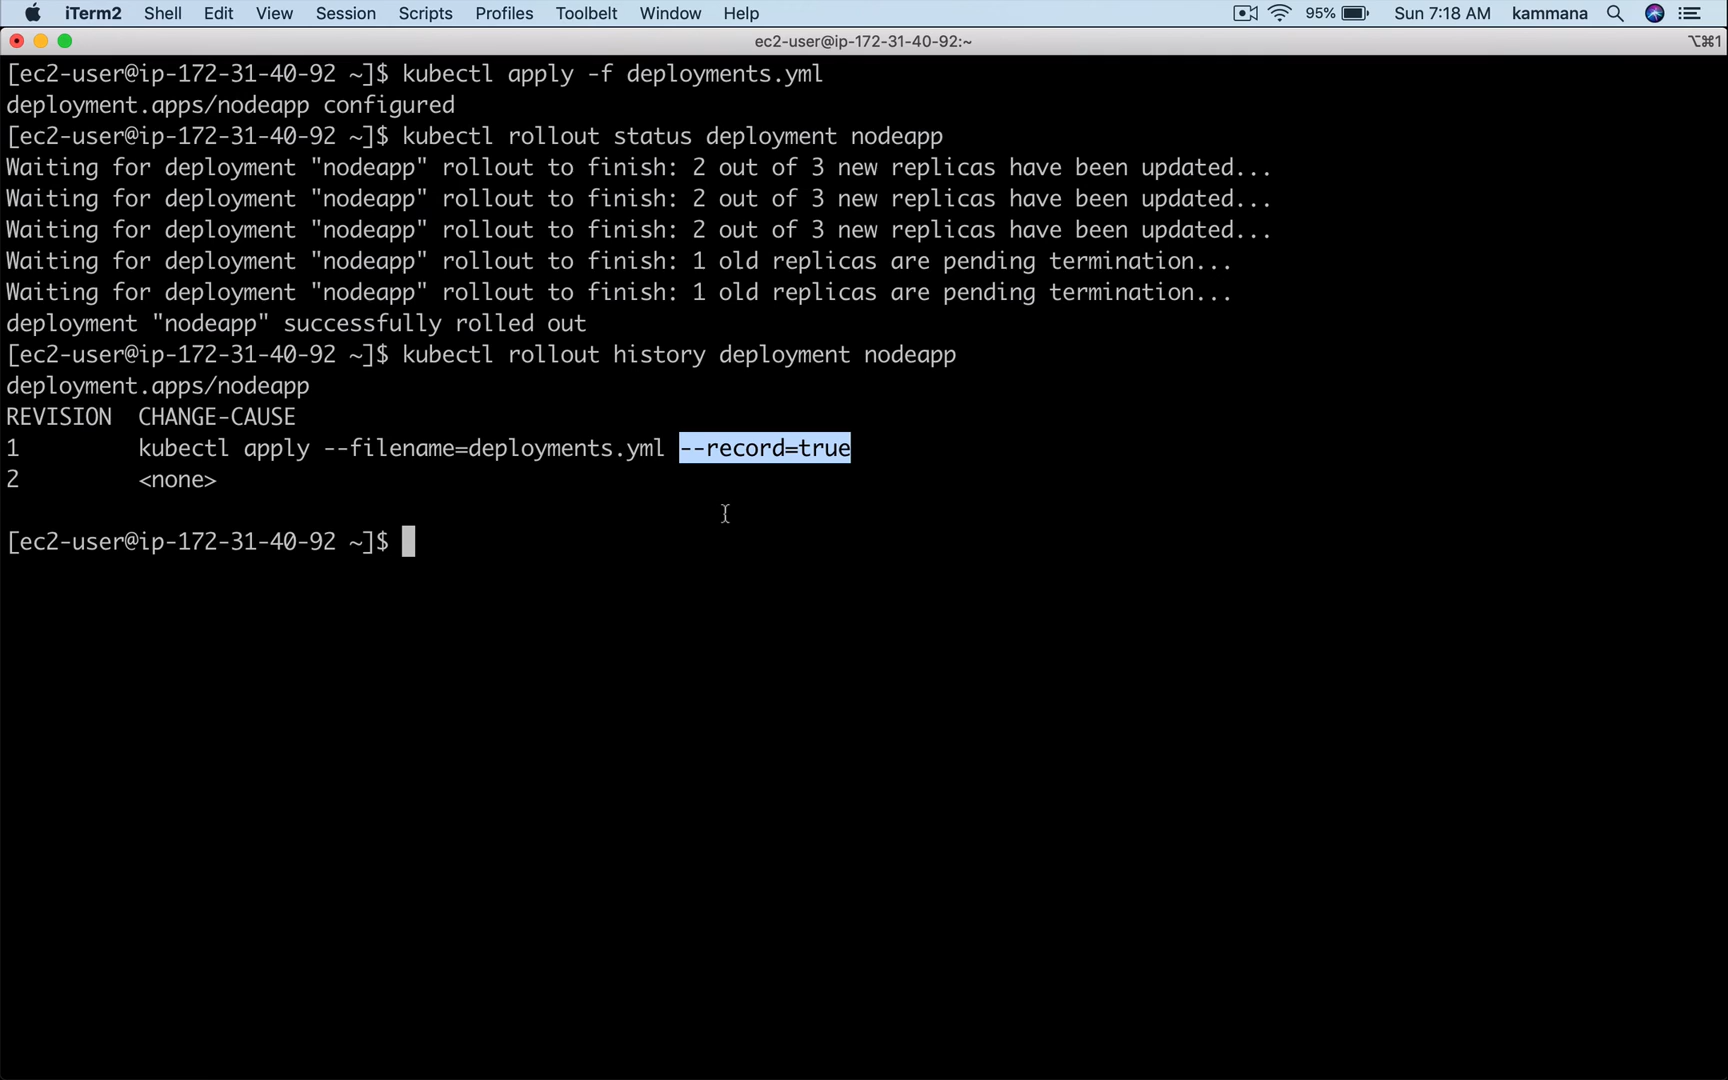 iTerm2 Shell Edit View Session Scripts Profiles Toolbelt Window Help 95% Sun 7:18 AM kammana
ec2-user@ip-172-31-40-92:~ ⌥⌘1
[ec2-user@ip-172-31-40-92 ~]$ kubectl apply -f deployments.yml
deployment.apps/nodeapp configured
[ec2-user@ip-172-31-40-92 ~]$ kubectl rollout status deployment nodeapp
Waiting for deployment "nodeapp" rollout to finish: 2 out of 3 new replicas have been updated...
Waiting for deployment "nodeapp" rollout to finish: 2 out of 3 new replicas have been updated...
Waiting for deployment "nodeapp" rollout to finish: 2 out of 3 new replicas have been updated...
Waiting for deployment "nodeapp" rollout to finish: 1 old replicas are pending termination...
Waiting for deployment "nodeapp" rollout to finish: 1 old replicas are pending termination...
deployment "nodeapp" successfully rolled out
[ec2-user@ip-172-31-40-92 ~]$ kubectl rollout history deployment nodeapp
deployment.apps/nodeapp
REVISION  CHANGE-CAUSE
1         kubectl apply --filename=deployments.yml --record=true
2         <none>
[ec2-user@ip-172-31-40-92 ~]$